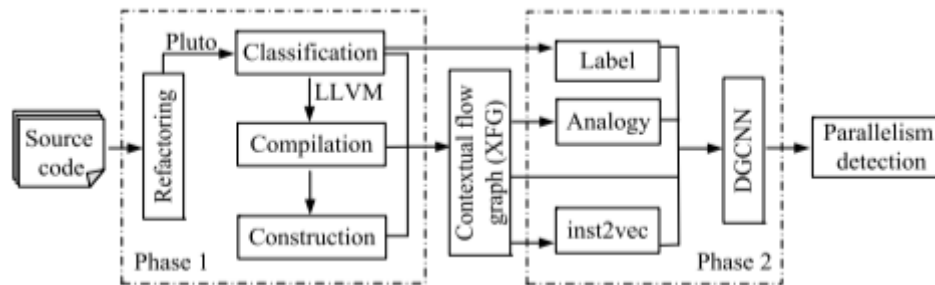 Source
code
Refactoring
Pluto
Classification
LLVM
Compilation
Construction
Phase 1
Contextual flow
graph (XFG)
Label
Analogy
inst2vec
Phase 2
DGCNN
Parallelism
detection